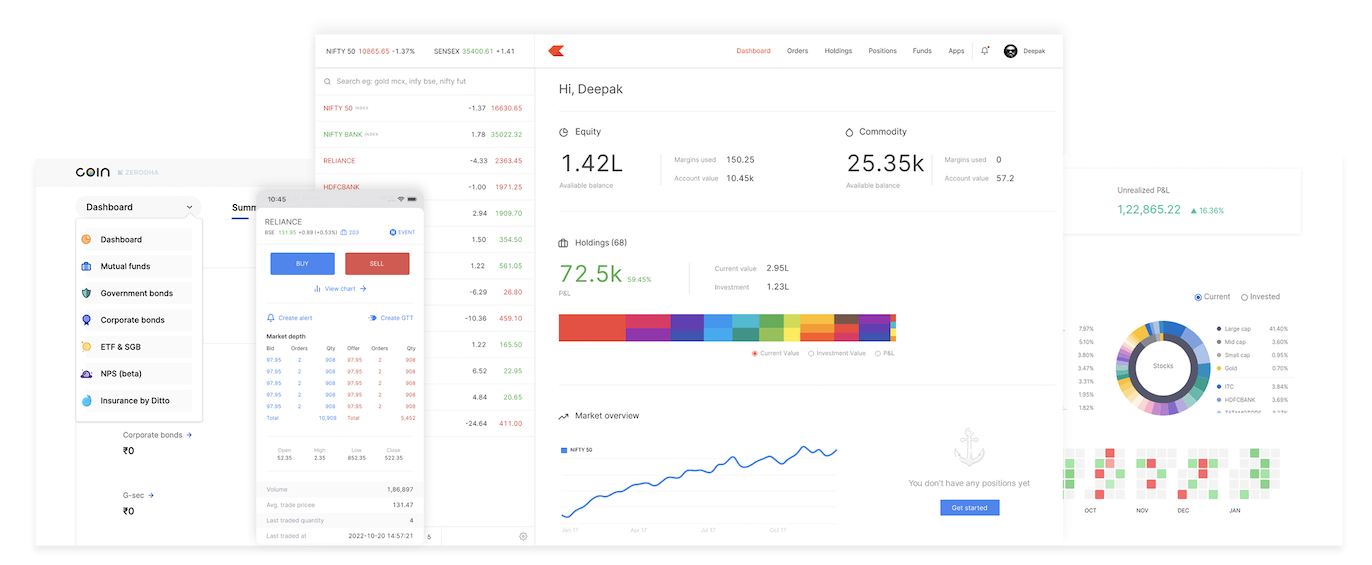 NIFTY 50 10865.65 -1.37% SENSEX 35400.61 +1.41
Dashboard Orders Holdings Positions Funds Apps Deepak
Search eg: gold mcx, infy bse, nifty fut
NIFTY 50 INDEX -1.37 16630.65
NIFTY BANK INDEX 1.78 35022.32
RELIANCE -4.33 2363.45
HDFCBANK -1.00 1971.25
2.94 1909.70
1.50 354.50
1.22 561.05
-6.29 26.80
-10.36 459.10
1.22 165.50
6.52 22.95
4.84 20.65
-24.64 411.00
5
Hi, Deepak
Equity
1.42L
Available balance
Margins used 150.25
Account value 10.45k
Commodity
25.35k
Available balance
Margins used 0
Account value 57.2
Holdings (68)
72.5k 59.45%
P&L
Current value 2.95L
Investment 1.23L
Current Value Investment Value P&L
Market overview
NIFTY 50
Jan 17 Apr 17 Jul 17 Oct 17
You don't have any positions yet
Get started
COIN ZERODHA
Dashboard
Summ
Dashboard
Mutual funds
Government bonds
Corporate bonds
ETF & SGB
NPS (beta)
Insurance by Ditto
Corporate bonds →
₹0
G-sec →
₹0
10:45
RELIANCE
BSE 131.95 +0.89 (+0.53%) 203 EVENT
BUY SELL
View chart →
Create alert Create GTT
Market depth
Bid Orders Qty Offer Orders Qty
97.95 2 908 97.95 2 908
97.95 2 908 97.95 2 908
97.95 2 908 97.95 2 908
97.95 2 908 97.95 2 908
97.95 2 908 97.95 2 908
Total 10,908 Total 5,452
Open High Low Close
52.35 2.35 852.35 522.35
Volume 1,86,897
Avg. trade prices 131.47
Last traded quantity 4
Last traded at 2022-10-20 14:57:21
Unrealized P&L
1,22,865.22 ▲ 16.36%
Current Invested
7.97%
5.10%
3.80%
3.47%
3.31%
1.95%
1.82%
Stocks
Large cap 41.40%
Mid cap 3.60%
Small cap 0.95%
Gold 0.70%
ITC 3.84%
HDFCBANK 3.69%
OCT NOV DEC JAN